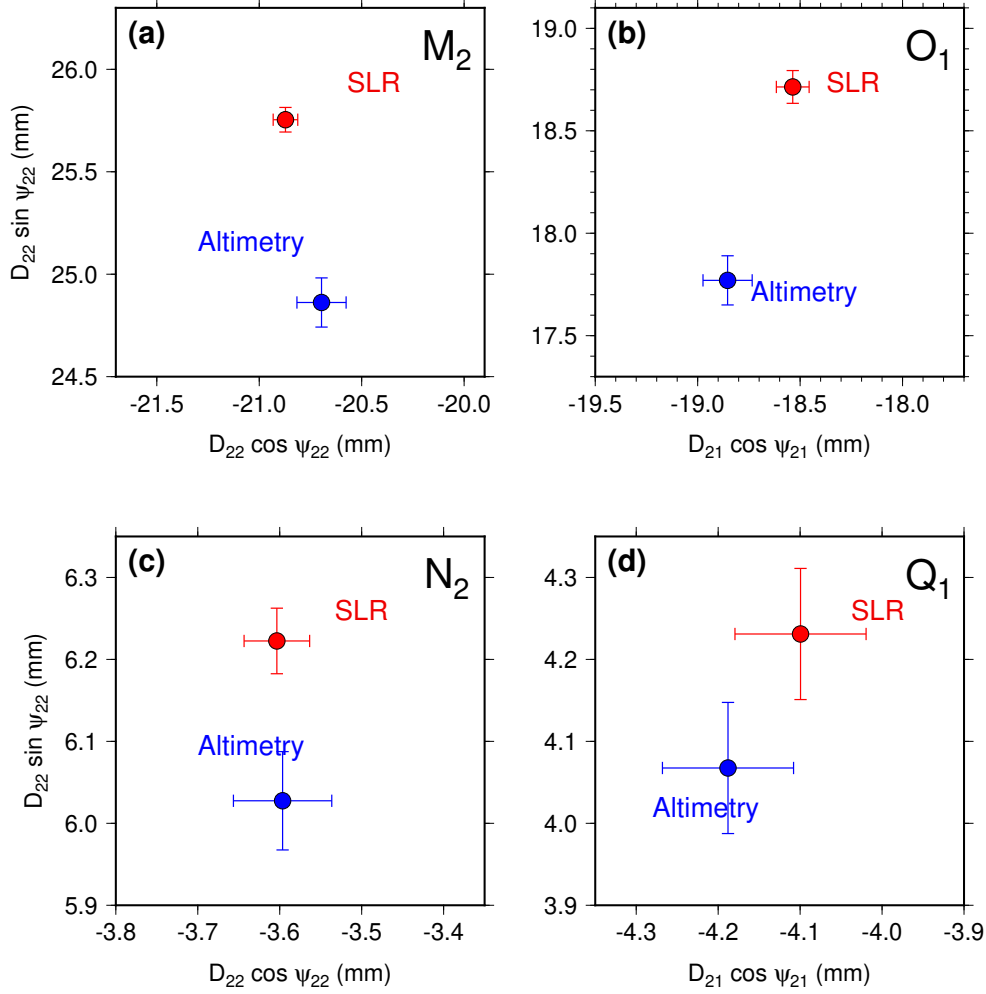 (a)
M2
SLR
Altimetry
26.0
25.5
25.0
24.5
D22 sin ψ22 (mm)
-21.5 -21.0 -20.5 -20.0
D22 cos ψ22 (mm)
(b)
O1
SLR
Altimetry
19.0
18.5
18.0
17.5
-19.5 -19.0 -18.5 -18.0
D21 cos ψ21 (mm)
(c)
N2
SLR
Altimetry
6.3
6.2
6.1
6.0
5.9
D22 sin ψ22 (mm)
-3.8 -3.7 -3.6 -3.5 -3.4
D22 cos ψ22 (mm)
(d)
Q1
SLR
Altimetry
4.3
4.2
4.1
4.0
3.9
-4.3 -4.2 -4.1 -4.0 -3.9
D21 cos ψ21 (mm)